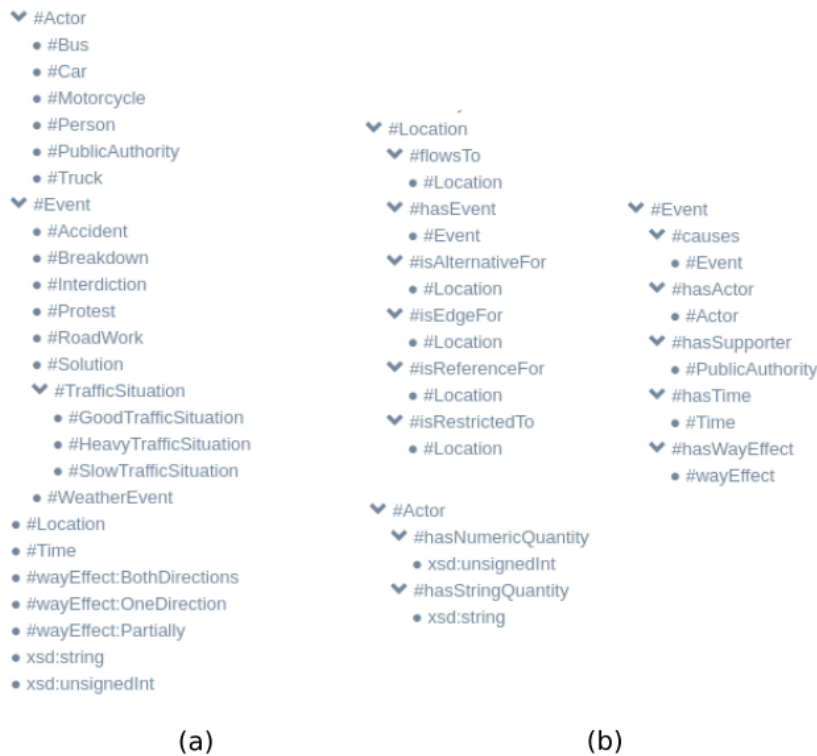 #Actor
#Bus
#Car
#Motorcycle
#Person
#PublicAuthority
#Truck
#Event
#Accident
#Breakdown
#Interdiction
#Protest
#RoadWork
#Solution
#TrafficSituation
#GoodTrafficSituation
#HeavyTrafficSituation
#SlowTrafficSituation
#WeatherEvent
#Location
#Time
#wayEffect:BothDirections
#wayEffect:OneDirection
#wayEffect:Partially
xsd:string
xsd:unsignedInt
(a)
#Location
#flowsTo
#Location
#hasEvent
#Event
#isAlternativeFor
#Location
#isEdgeFor
#Location
#isReferenceFor
#Location
#isRestrictedTo
#Location
#Actor
#hasNumericQuantity
xsd:unsignedInt
#hasStringQuantity
xsd:string
#Event
#causes
#Event
#hasActor
#Actor
#hasSupporter
#PublicAuthority
#hasTime
#Time
#hasWayEffect
#wayEffect
(b)